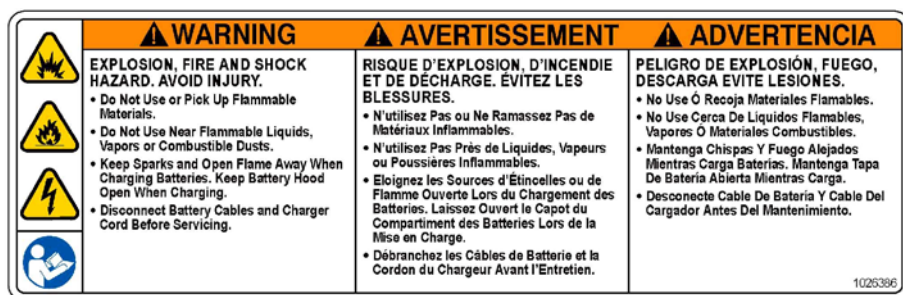 WARNING
EXPLOSION, FIRE AND SHOCK
HAZARD. AVOID INJURY.
• Do Not Use or Pick Up Flammable
Materials.
• Do Not Use Near Flammable Liquids,
Vapors or Combustible Dusts.
• Keep Sparks and Open Flame Away When
Charging Batteries. Keep Battery Hood
Open When Charging.
• Disconnect Battery Cables and Charger
Cord Before Servicing.
AVERTISSEMENT
RISQUE D'EXPLOSION, D'INCENDIE
ET DE DÉCHARGE. ÉVITEZ LES
BLESSURES.
• N'utilisez Pas ou Ne Ramassez Pas de
Matériaux Inflammables.
• N'utilisez Pas Près de Liquides, Vapeurs
ou Poussières Inflammables.
• Eloignez les Sources d'Étincelles ou de
Flamme Ouverte Lors du Chargement des
Batteries. Laissez Ouvert le Capot du
Compartiment des Batteries Lors de la
Mise en Charge.
• Débranchez les Câbles de Batterie et la
Cordon du Chargeur Avant l'Entretien.
ADVERTENCIA
PELIGRO DE EXPLOSIÓN, FUEGO,
DESCARGA EVITE LESIONES.
• No Use Ó Recoja Materiales Flamables.
• No Use Cerca De Liquidos Flamables,
Vapores Ó Materiales Combustibles.
• Mantenga Chispas Y Fuego Alejados
Mientras Carga Baterias. Mantenga Tapa
De Batería Abierta Mientras Carga.
• Desconecte Cable De Bateria Y Cable Del
Cargador Antes Del Mantenimiento.
1026386